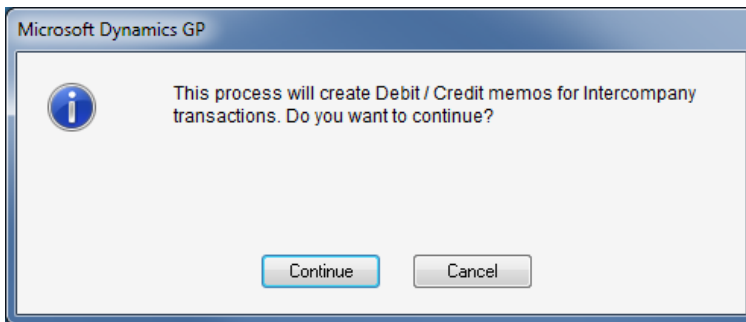 Microsoft Dynamics GP
This process will create Debit / Credit memos for Intercompany
transactions. Do you want to continue?
Continue
Cancel